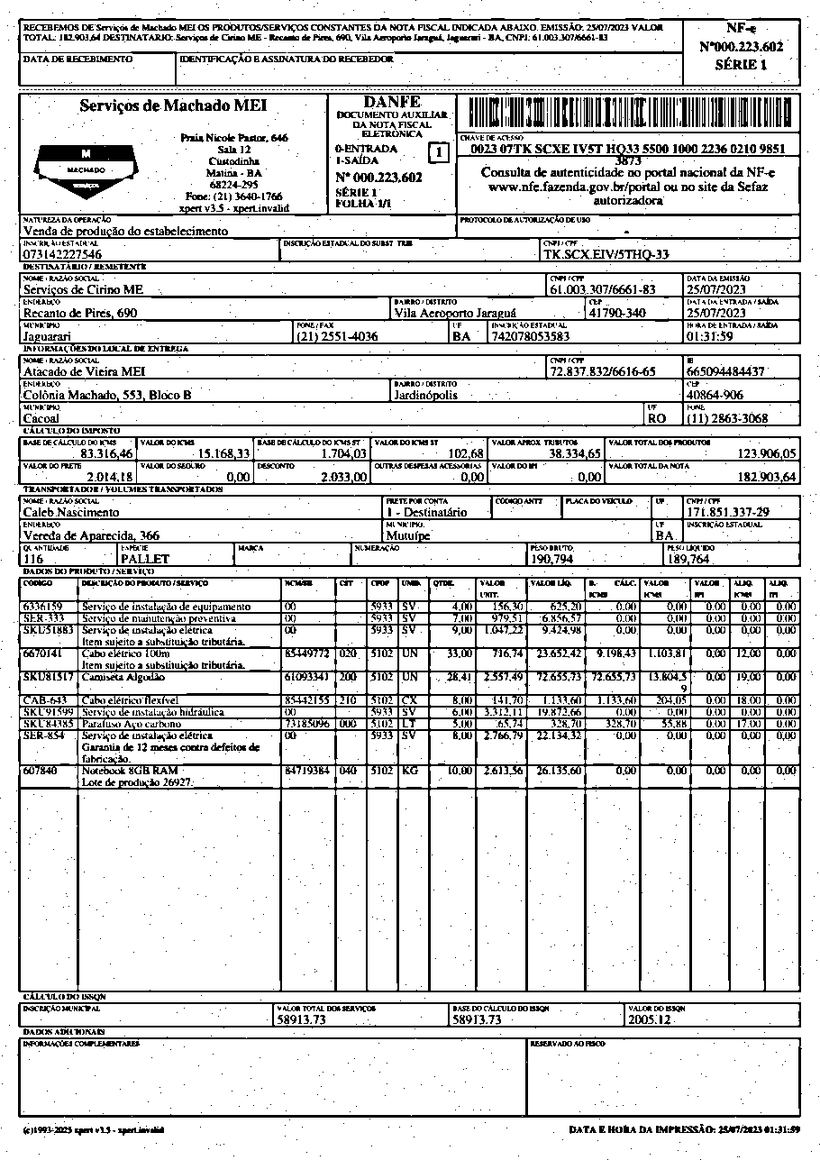 RECEBEMOS DE Serviços de Machado MEI OS PRODUTOS/SERVIÇOS CONSTANTES DA NOTA FISCAL INDICADA ABAIXO. EMISSÃO: 25/07/2023 VALOR
TOTAL: 182.903,64 DESTINATARIO: Serviços de Cirino ME - Recanto de Pires, 690, Vila Aeroporto Jaraguá, Jaguarari - BA, CNPJ: 61.003.307/6661-83
DATA DE RECEBIMENTO IDENTIFICAÇÃO E ASSINATURA DO RECEBEDOR
NF-e
Nº000.223.602
SÉRIE 1
Serviços de Machado MEI
M
MACHADO
SERVIÇOS
Praia Nicole Pastor, 646
Sala 12
Custodinha
Matina - BA
68224-295
Fone: (21) 3640-1766
xpert v3.5 - xpert.invalid
DANFE
DOCUMENTO AUXILIAR
DA NOTA FISCAL
ELETRÔNICA
0-ENTRADA
1-SAÍDA
1
Nº 000.223.602
SÉRIE 1
FOLHA 1/1
CHAVE DE ACESSO
0023 07TK SCXE IV5T HQ33 5500 1000 2236 0210 9851
3873
Consulta de autenticidade no portal nacional da NF-e
www.nfe.fazenda.gov.br/portal ou no site da Sefaz
autorizadora
NATUREZA DA OPERAÇÃO PROTOCOLO DE AUTORIZAÇÃO DE USO
Venda de produção do estabelecimento
INSCRIÇÃO ESTADUAL INSCRIÇÃO ESTADUAL DO SUBST. TRIB. CNPJ / CPF
073142227546 TK.SCX.EIV/5THQ-33
DESTINATÁRIO / REMETENTE
NOME / RAZÃO SOCIAL CNPJ / CPF DATA DA EMISSÃO
Serviços de Cirino ME 61.003.307/6661-83 25/07/2023
ENDEREÇO BAIRRO / DISTRITO CEP DATA DA ENTRADA / SAÍDA
Recanto de Pires, 690 Vila Aeroporto Jaraguá 41790-340 25/07/2023
MUNICIPIO FONE / FAX UF INSCRIÇÃO ESTADUAL HORA DE ENTRADA / SAÍDA
Jaguarari (21) 2551-4036 BA 742078053583 01:31:59
INFORMAÇÕES DO LOCAL DE ENTREGA
NOME / RAZÃO SOCIAL CNPJ / CPF IE
Atacado de Vieira MEI 72.837.832/6616-65 665094484437
ENDEREÇO BAIRRO / DISTRITO CEP
Colônia Machado, 553, Bloco B Jardinópolis 40864-906
MUNICIPIO UF FONE
Cacoal RO (11) 2863-3068
CÁLCULO DO IMPOSTO
BASE DE CÁLCULO DO ICMS VALOR DO ICMS BASE DE CÁLCULO DO ICMS ST VALOR DO ICMS ST VALOR APROX. TRIBUTOS VALOR TOTAL DOS PRODUTOS
83.316,46 15.168,33 1.704,03 102,68 38.334,65 123.906,05
VALOR DO FRETE VALOR DO SEGURO DESCONTO OUTRAS DESPESAS ACESSORIAS VALOR DO IPI VALOR TOTAL DA NOTA
2.014,18 0,00 2.033,00 0,00 0,00 182.903,64
TRANSPORTADOR / VOLUMES TRANSPORTADOS
NOME / RAZÃO SOCIAL FRETE POR CONTA CODIGO ANTT PLACA DO VEICULO UF CNPJ / CPF
Caleb Nascimento 1 - Destinatário 171.851.337-29
ENDEREÇO MUNICIPIO UF INSCRIÇÃO ESTADUAL
Vereda de Aparecida, 366 Mutuípe BA
QUANTIDADE ESPÉCIE MARCA NUMERAÇÃO PESO BRUTO PESO LIQUIDO
116 PALLET 190,794 189,764
DADOS DO PRODUTO / SERVIÇO
CODIGO DESCRIÇÃO DO PRODUTO / SERVIÇO NCM/SH CST CFOP UNID. QTDE. VALOR UNIT. VALOR LÍQ. B. CÁLC. ICMS VALOR ICMS VALOR IPI ALIQ. ICMS ALIQ. IPI
6336159 Serviço de instalação de equipamento 00 5933 SV 4,00 156,30 625,20 0,00 0,00 0,00 0,00 0,00
SER-333 Serviço de manutenção preventiva 00 5933 SV 7,00 979,51 6.856,57 0,00 0,00 0,00 0,00 0,00
SKU51883 Serviço de instalação elétrica 00 5933 SV 9,00 1.047,22 9.424,98 0,00 0,00 0,00 0,00 0,00
Item sujeito a substituição tributária.
6670141 Cabo elétrico 100m 85449772 020 5102 UN 33,00 716,74 23.652,42 9.198,43 1.103,81 0,00 12,00 0,00
Item sujeito a substituição tributária.
SKU81517 Camiseta Algodão 61093341 200 5102 UN 28,41 2.557,49 72.655,73 72.655,73 13.804,5 0,00 19,00 0,00
9
CAB-643 Cabo elétrico flexível 85442155 210 5102 CX 8,00 141,70 1.133,60 1.133,60 204,05 0,00 18,00 0,00
SKU91599 Serviço de instalação hidráulica 00 5933 SV 6,00 3.312,11 19.872,66 0,00 0,00 0,00 0,00 0,00
SKU84385 Parafuso Aço carbono 73185096 000 5102 LT 5,00 65,74 328,70 328,70 55,88 0,00 17,00 0,00
SER-854 Serviço de instalação elétrica 00 5933 SV 8,00 2.766,79 22.134,32 0,00 0,00 0,00 0,00 0,00
Garantia de 12 meses contra defeitos de
fabricação.
607840 Notebook 8GB RAM 84719384 040 5102 KG 10,00 2.613,56 26.135,60 0,00 0,00 0,00 0,00 0,00
Lote de produção 26927.
CÁLCULO DO ISSQN
INSCRIÇÃO MUNICIPAL VALOR TOTAL DOS SERVIÇOS BASE DO CÁLCULO DO ISSQN VALOR DO ISSQN
58913.73 58913.73 2005.12
DADOS ADICIONAIS
INFORMAÇÕES COMPLEMENTARES RESERVADO AO FISCO
(c)1993-2025 xpert v3.5 - xpert.invalid DATA E HORA DA IMPRESSÃO: 25/07/2023 01:31:59